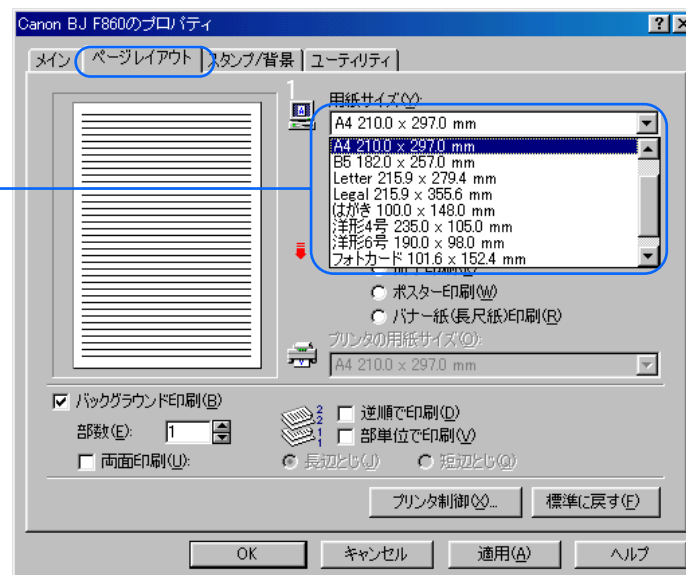 Canon BJ F860のプロパティ
メイン ページレイアウト スタンプ/背景 ユーティリティ
1
用紙サイズ(Y):
A4 210.0 x 297.0 mm
A4 210.0 x 297.0 mm
B5 182.0 x 257.0 mm
Letter 215.9 x 279.4 mm
Legal 215.9 x 355.6 mm
はがき 100.0 x 148.0 mm
洋形4号 235.0 x 105.0 mm
洋形6号 190.0 x 98.0 mm
フォトカード 101.6 x 152.4 mm
ポスター印刷(W)
バナー紙(長尺紙)印刷(R)
プリンタの用紙サイズ(O):
A4 210.0 x 297.0 mm
バックグラウンド印刷(B)
部数(E): 1
両面印刷(U):
逆順で印刷(D)
部単位で印刷(V)
長辺とじ(J) 短辺とじ(Q)
プリンタ制御(X)... 標準に戻す(F)
OK キャンセル 適用(A) ヘルプ